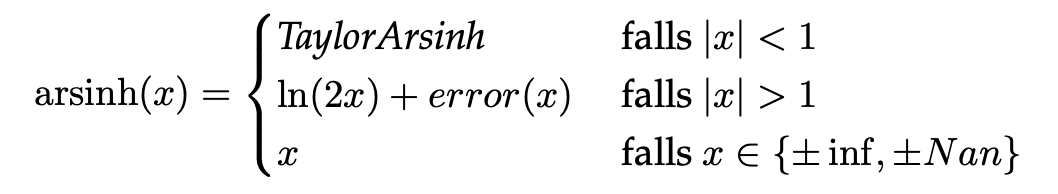 TaylorArsinh falls |x| < 1
arsinh(x) = ln(2x) + error(x) falls |x| > 1
x falls x ∈ {± inf, ±Nan}